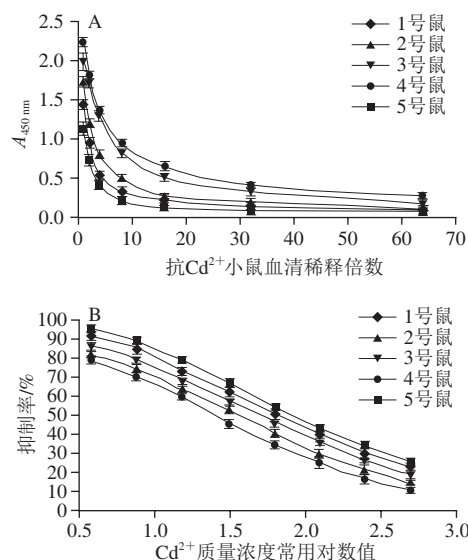 A
2.5
2.0
1.5
1.0
0.5
0.0
A450 nm
1号鼠
2号鼠
3号鼠
4号鼠
5号鼠
0 10 20 30 40 50 60 70
抗Cd²⁺小鼠血清稀释倍数
B
100
90
80
70
60
50
40
30
20
10
0
抑制率/%
1号鼠
2号鼠
3号鼠
4号鼠
5号鼠
0.5 1.0 1.5 2.0 2.5 3.0
Cd²⁺质量浓度常用对数值